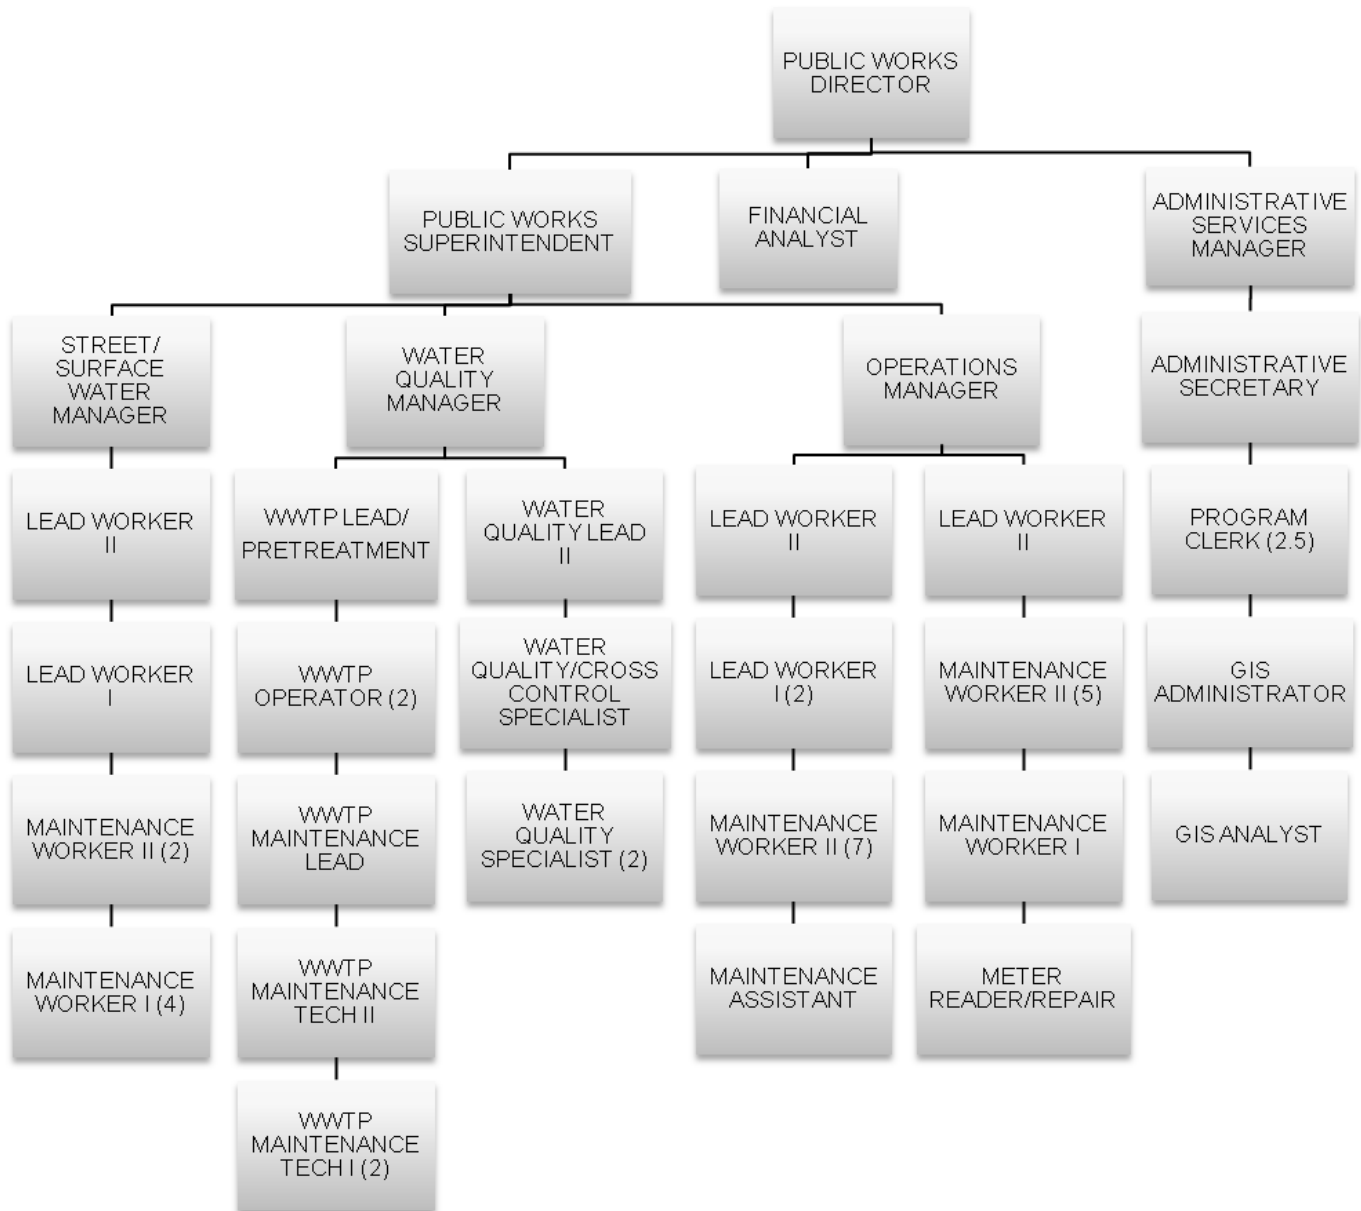 PUBLIC WORKS
DIRECTOR
PUBLIC WORKS
SUPERINTENDENT
FINANCIAL
ANALYST
ADMINISTRATIVE
SERVICES
MANAGER
STREET/
SURFACE
WATER
MANAGER
WATER
QUALITY
MANAGER
OPERATIONS
MANAGER
ADMINISTRATIVE
SECRETARY
LEAD WORKER
II
WWTP LEAD/
PRETREATMENT
WATER
QUALITY LEAD
II
LEAD WORKER
II
LEAD WORKER
II
PROGRAM
CLERK (2.5)
LEAD WORKER
I
WWTP
OPERATOR (2)
WATER
QUALITY/CROSS
CONTROL
SPECIALIST
LEAD WORKER
I (2)
MAINTENANCE
WORKER II (5)
GIS
ADMINISTRATOR
MAINTENANCE
WORKER II (2)
WWTP
MAINTENANCE
LEAD
WATER
QUALITY
SPECIALIST (2)
MAINTENANCE
WORKER II (7)
MAINTENANCE
WORKER I
GIS ANALYST
MAINTENANCE
WORKER I (4)
WWTP
MAINTENANCE
TECH II
MAINTENANCE
ASSISTANT
METER
READER/REPAIR
WWTP
MAINTENANCE
TECH I (2)